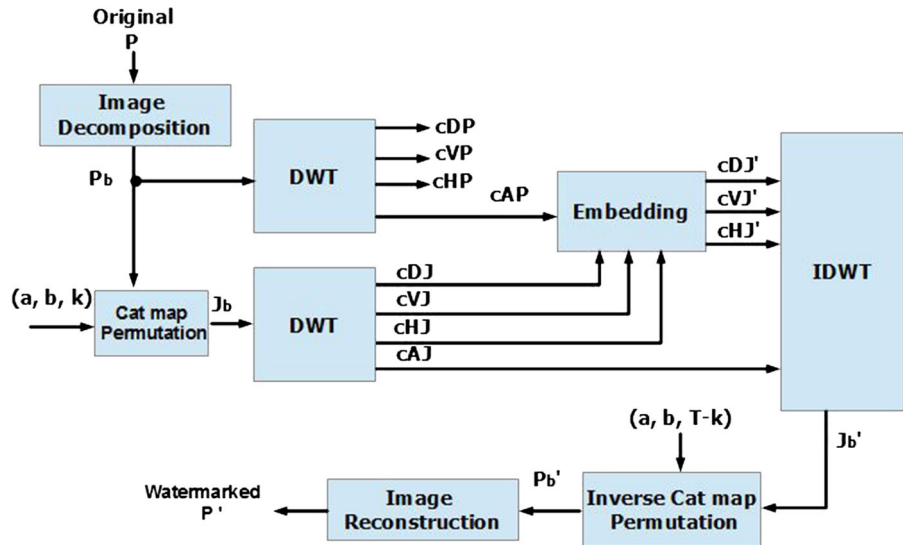 Original
P
Image
Decomposition
Pb
DWT
cDP
cVP
cHP
cAP
Embedding
cDJ'
cVJ'
cHJ'
IDWT
(a, b, k)
Cat map
Permutation
Jb
DWT
cDJ
cVJ
cHJ
cAJ
(a, b, T-k)
Jb'
Inverse Cat map
Permutation
Pb'
Image
Reconstruction
Watermarked
P'